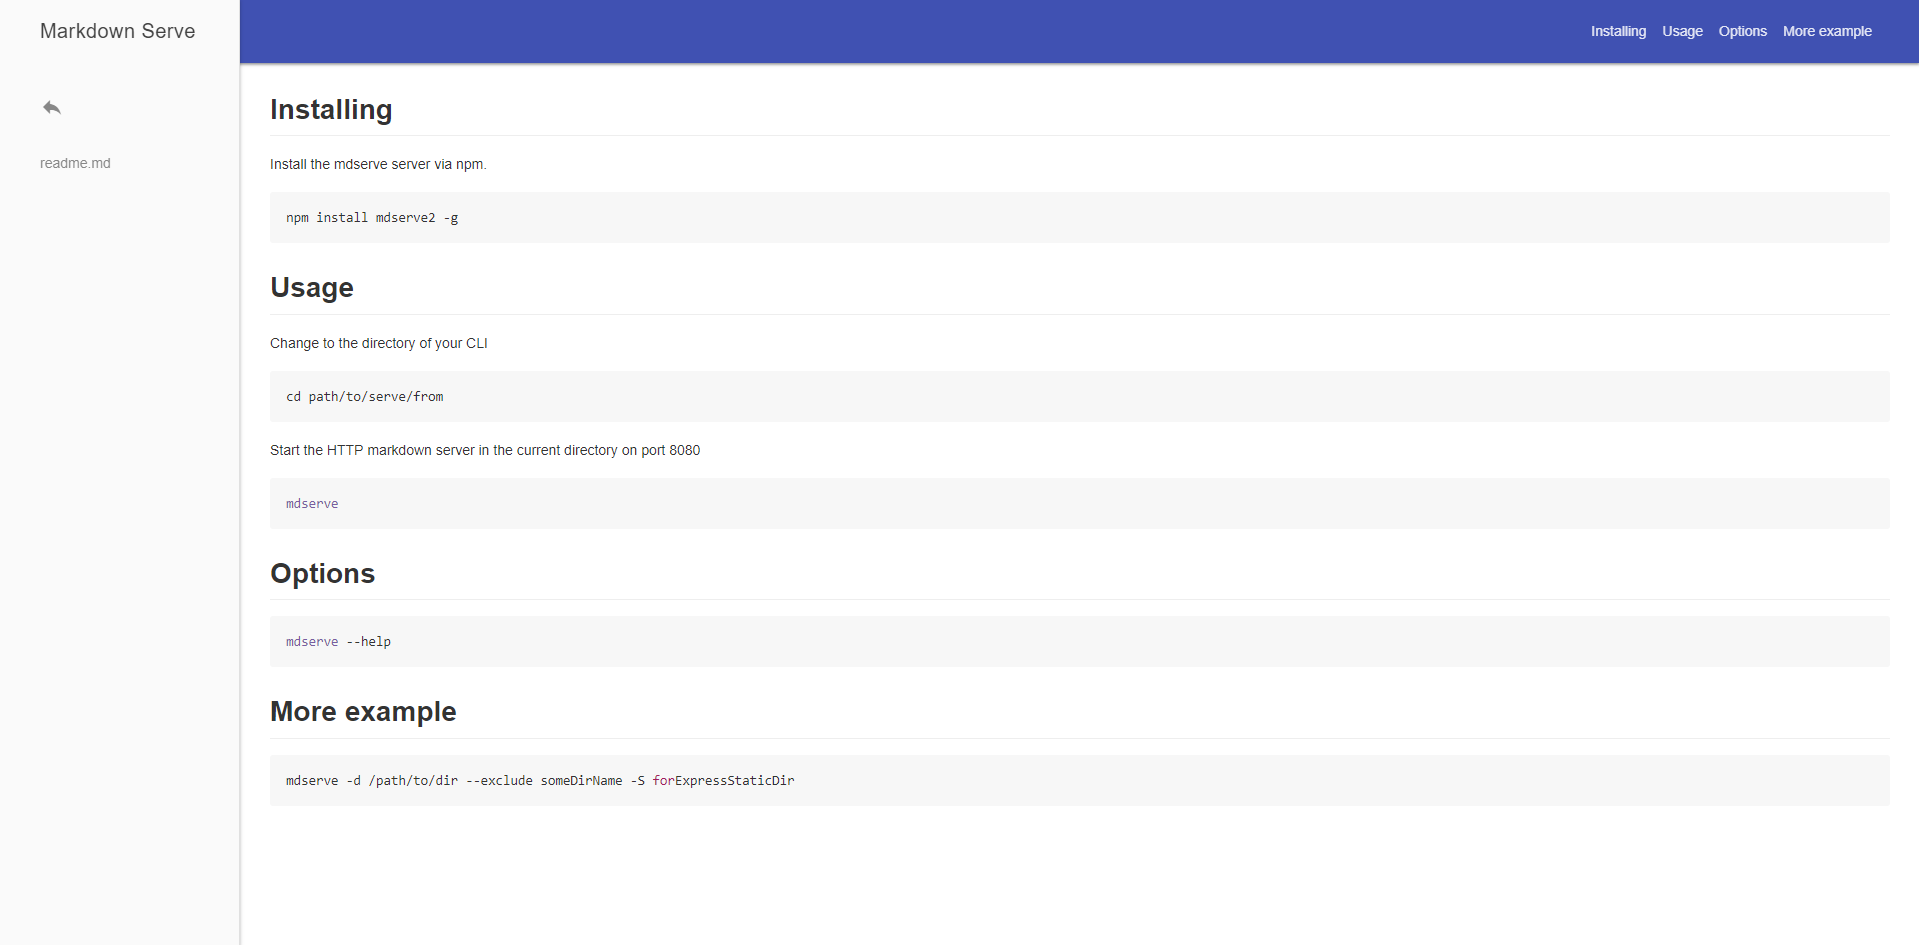 Markdown Serve
Installing Usage Options More example
readme.md
Installing
Install the mdserve server via npm.
npm install mdserve2 -g
Usage
Change to the directory of your CLI
cd path/to/serve/from
Start the HTTP markdown server in the current directory on port 8080
mdserve
Options
mdserve --help
More example
mdserve -d /path/to/dir --exclude someDirName -S forExpressStaticDir